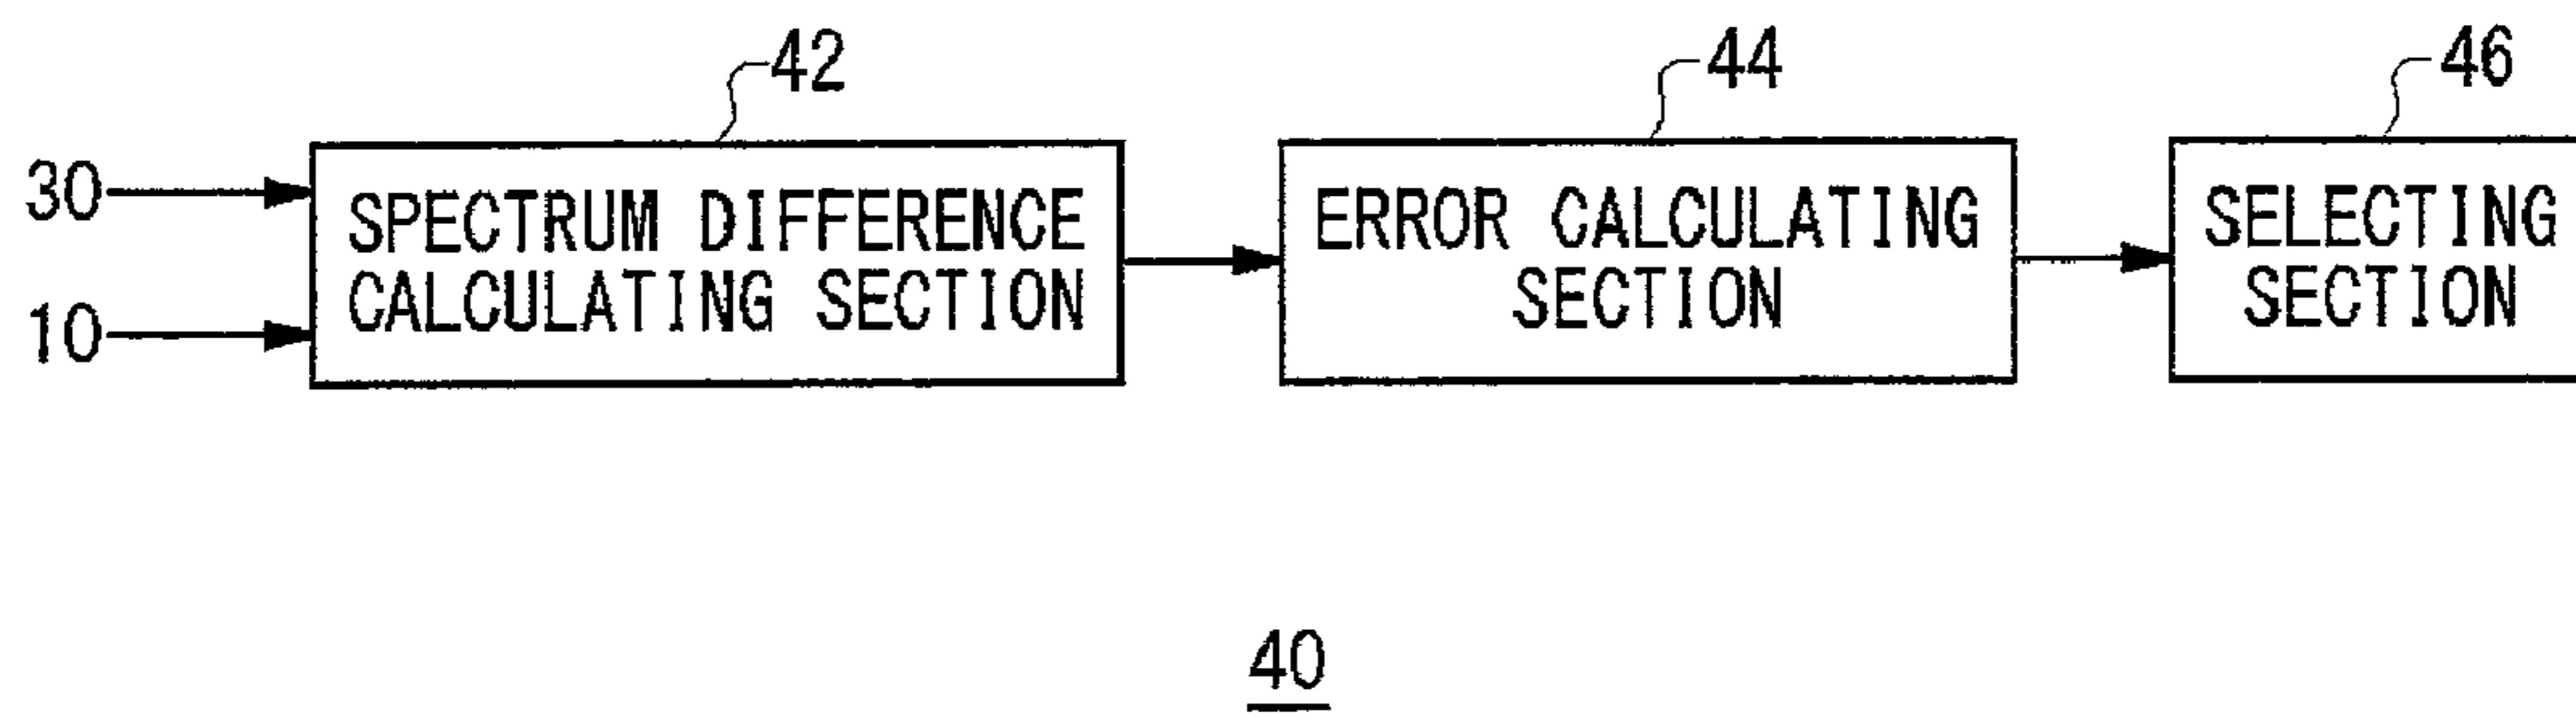 42
44
46
30
10
SPECTRUM DIFFERENCE
CALCULATING SECTION
ERROR CALCULATING
SECTION
SELECTING
SECTION
40